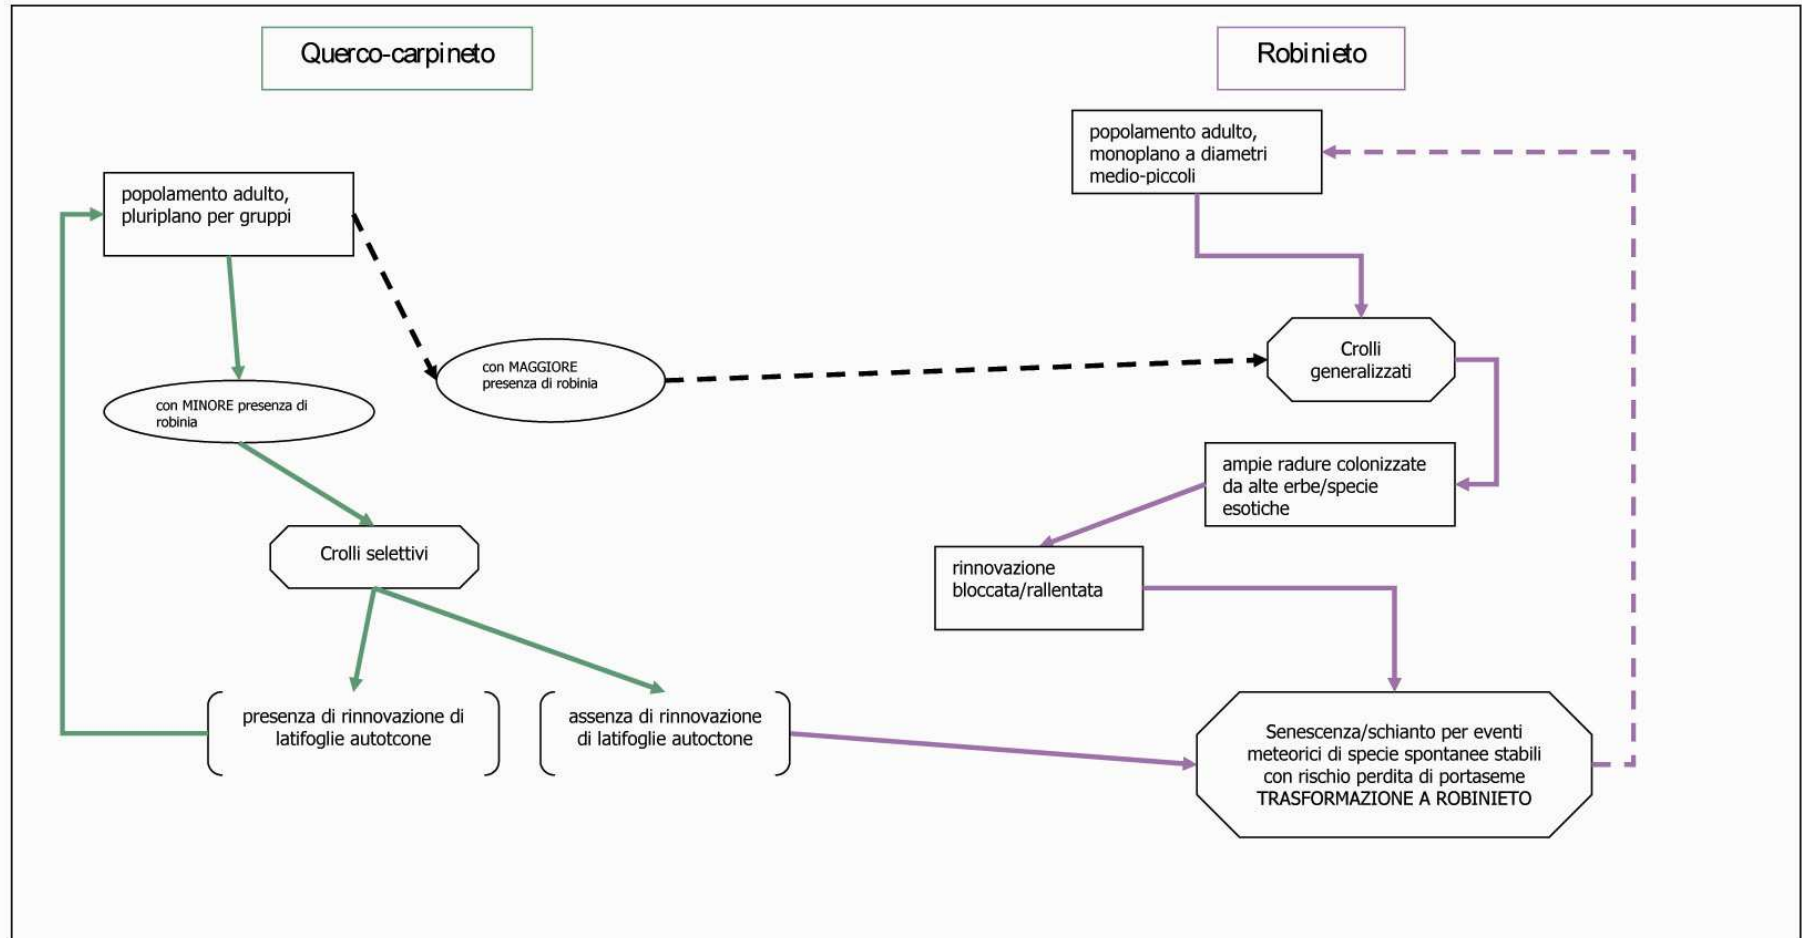 Querco-carpineto
Robinieto
popolamento adulto,
monoplano a diametri
medio-piccoli
popolamento adulto,
pluriplano per gruppi
Crolli
generalizzati
con MAGGIORE
presenza di robinia
con MINORE presenza di
robinia
ampie radure colonizzate
da alte erbe/specie
esotiche
Crolli selettivi
rinnovazione
bloccata/rallentata
presenza di rinnovazione di
latifoglie autotcone
assenza di rinnovazione
di latifoglie autoctone
Senescenza/schianto per eventi
meteorici di specie spontanee stabili
con rischio perdita di portaseme
TRASFORMAZIONE A ROBINIETO